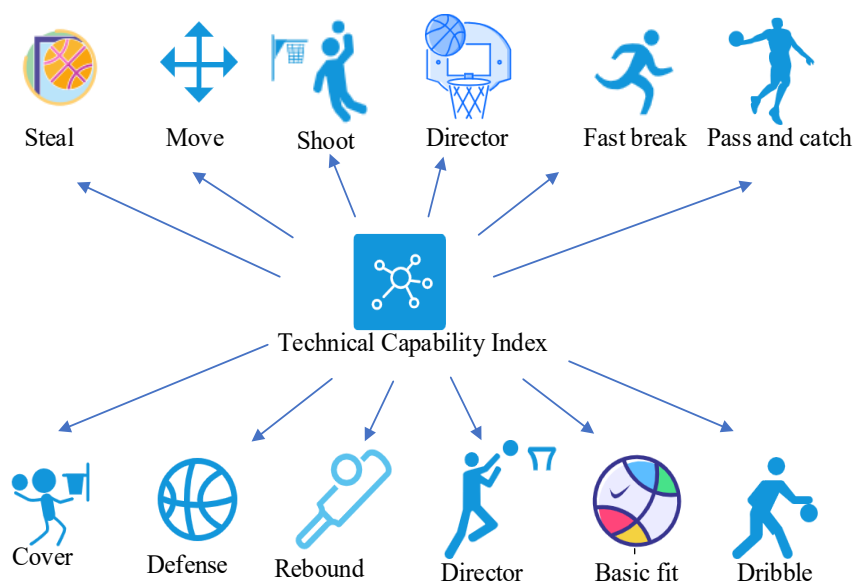 Steal
Move
Shoot
Director
Fast break
Pass and catch
Technical Capability Index
Cover
Defense
Rebound
Director
Basic fit
Dribble